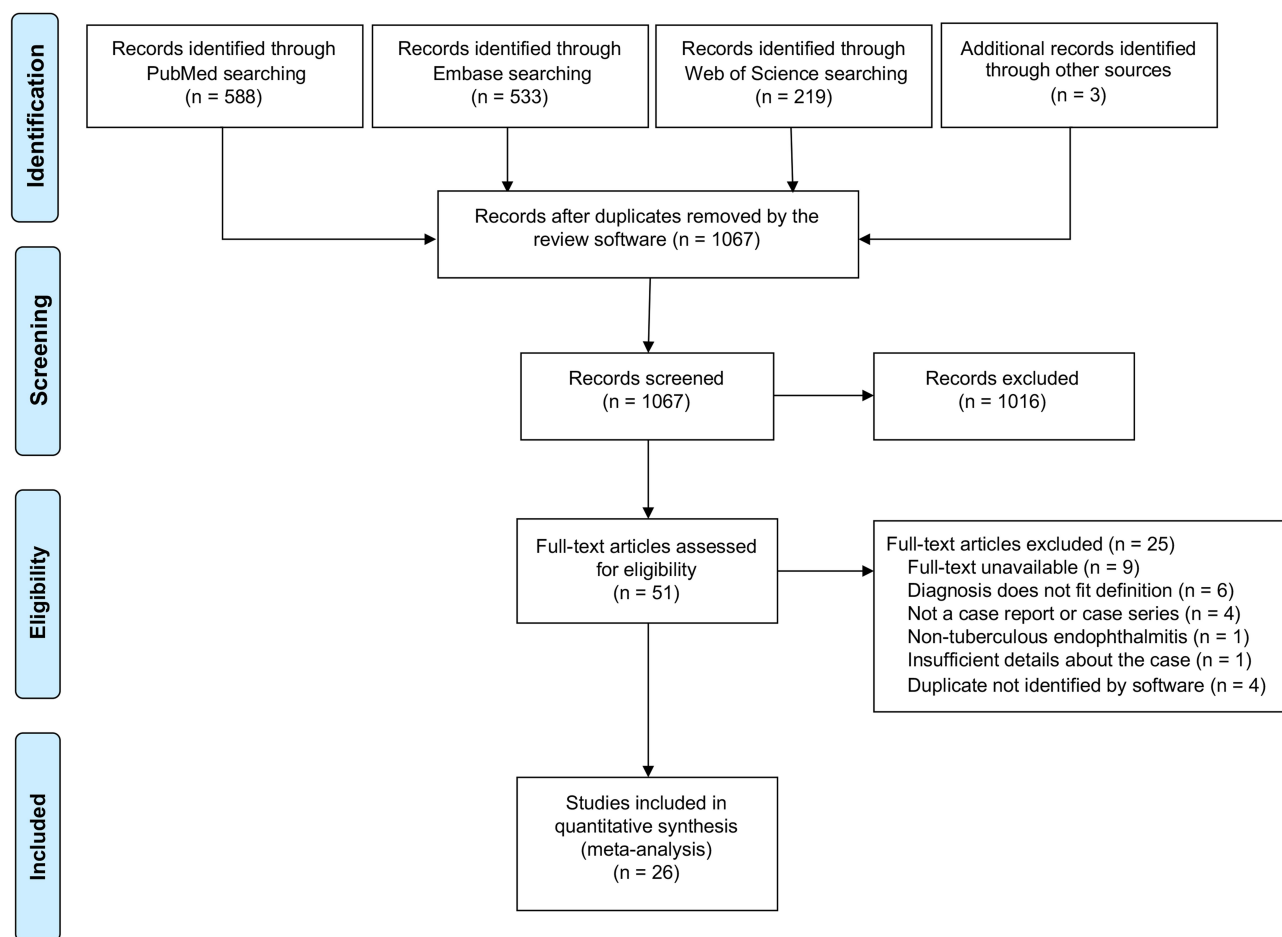 Identification
Records identified through
PubMed searching
(n = 588)
Records identified through
Embase searching
(n = 533)
Records identified through
Web of Science searching
(n = 219)
Additional records identified
through other sources
(n = 3)
Records after duplicates removed by the
review software (n = 1067)
Screening
Records screened
(n = 1067)
Records excluded
(n = 1016)
Eligibility
Full-text articles assessed
for eligibility
(n = 51)
Full-text articles excluded (n = 25)
Full-text unavailable (n = 9)
Diagnosis does not fit definition (n = 6)
Not a case report or case series (n = 4)
Non-tuberculous endophthalmitis (n = 1)
Insufficient details about the case (n = 1)
Duplicate not identified by software (n = 4)
Included
Studies included in
quantitative synthesis
(meta-analysis)
(n = 26)